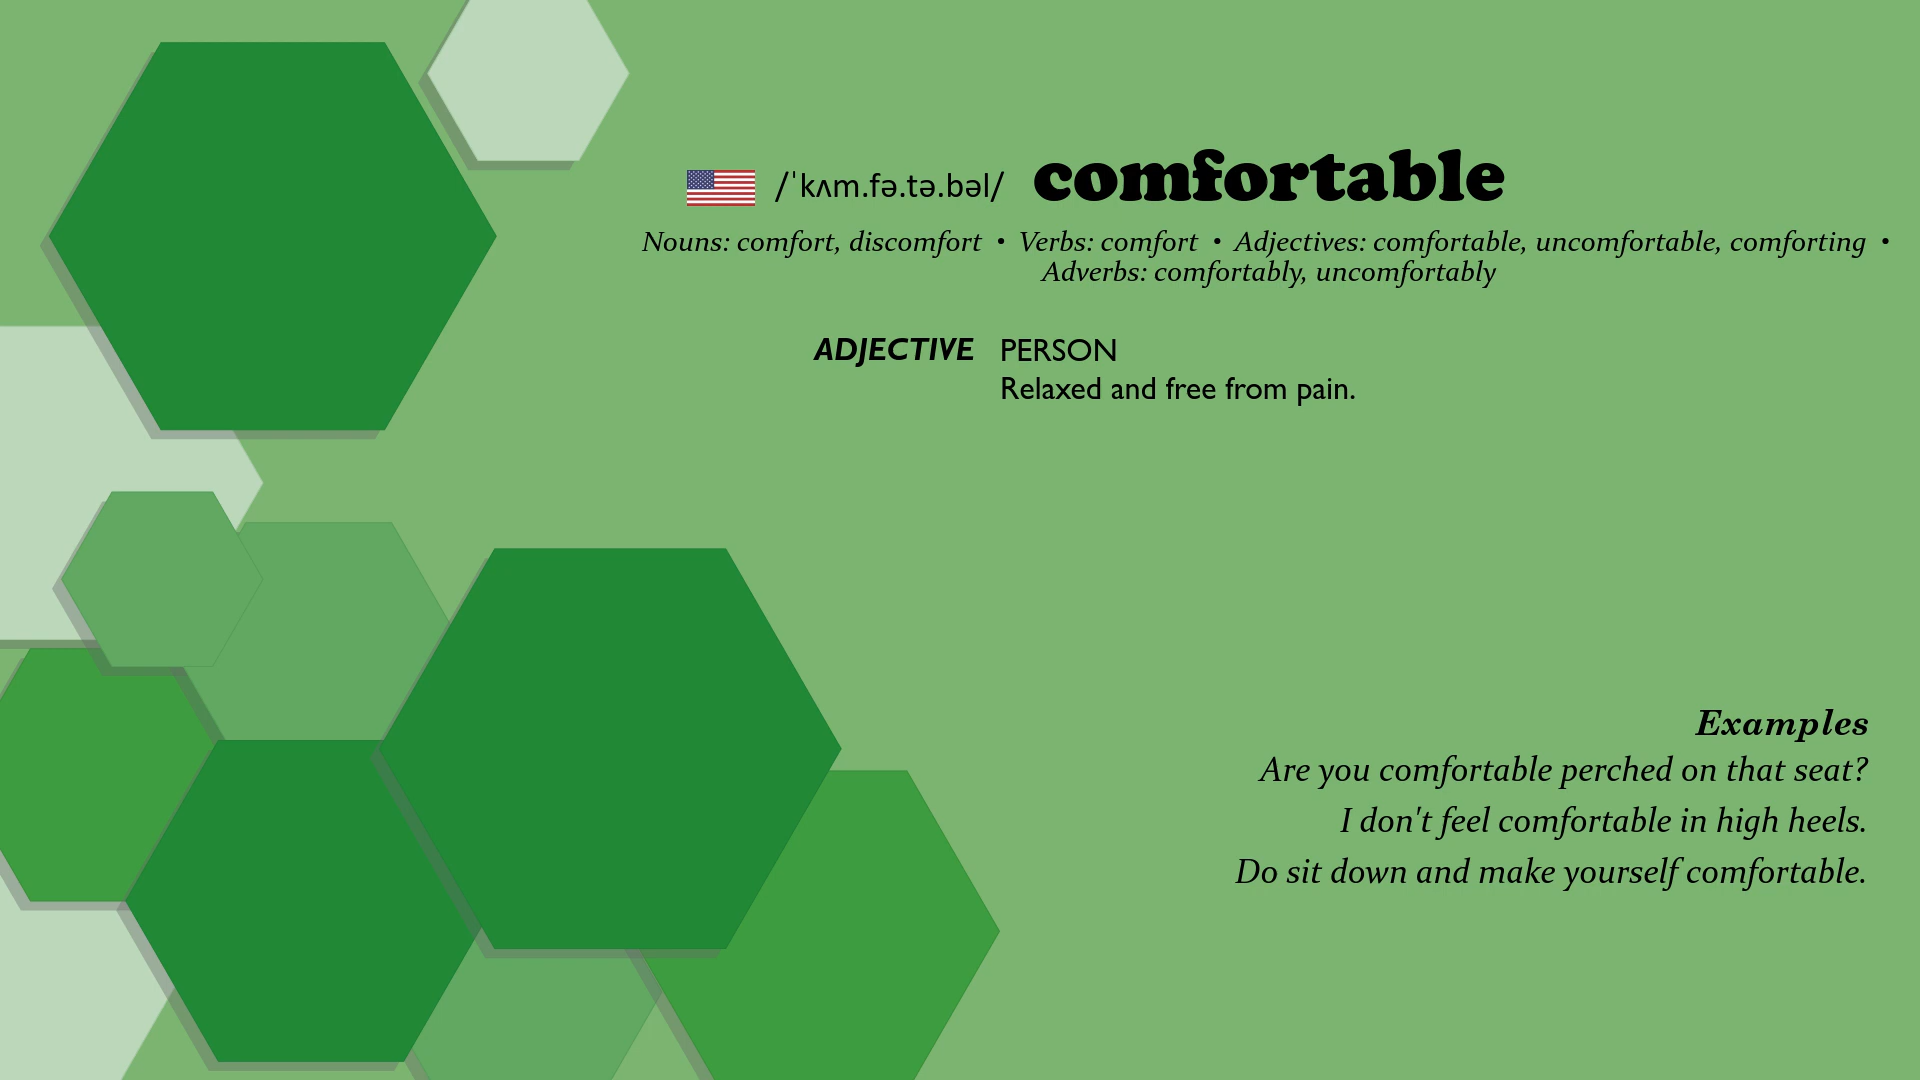 /ˈkʌm.fə.tə.bəl/ comfortable
Nouns: comfort, discomfort • Verbs: comfort • Adjectives: comfortable, uncomfortable, comforting •
Adverbs: comfortably, uncomfortably
ADJECTIVE PERSON
Relaxed and free from pain.
Examples
Are you comfortable perched on that seat?
I don't feel comfortable in high heels.
Do sit down and make yourself comfortable.